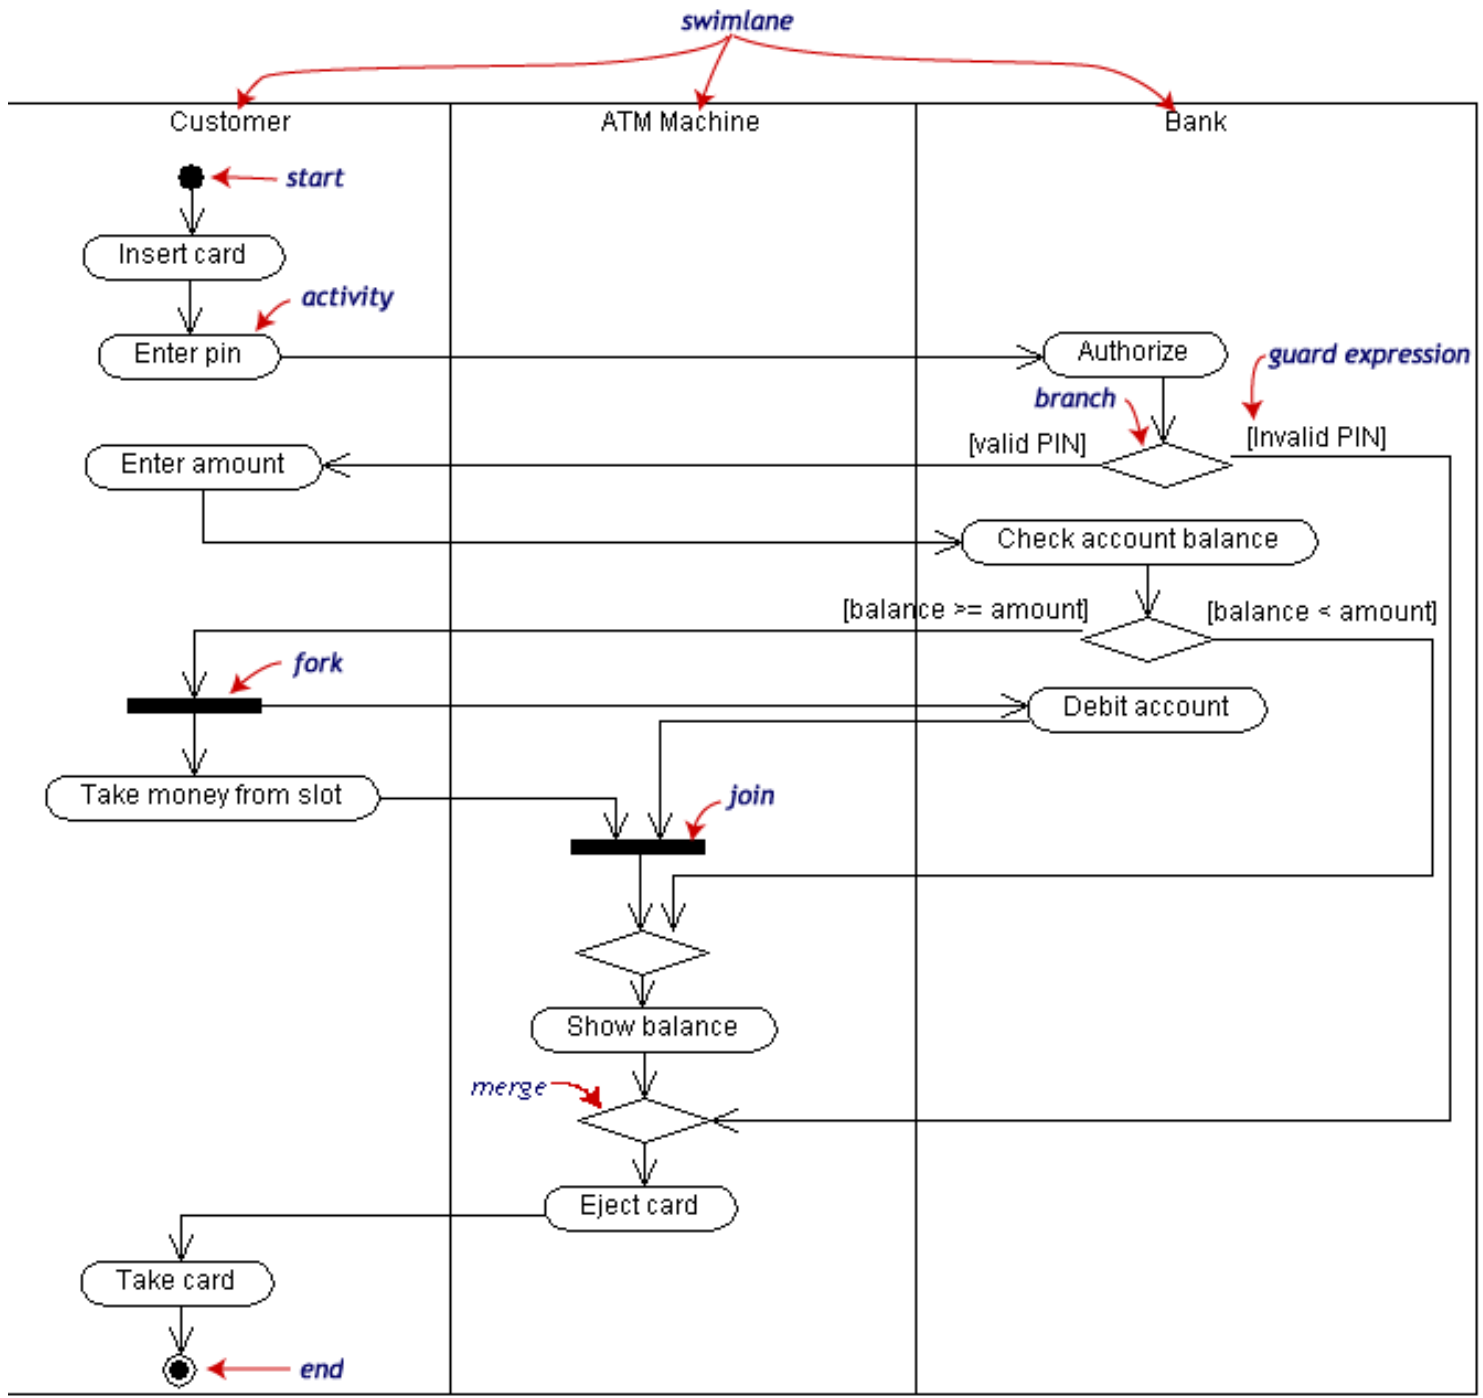 swimlane
Customer
ATM Machine
Bank
start
Insert card
activity
Enter pin
Authorize
guard expression
branch
[valid PIN]
[Invalid PIN]
Enter amount
Check account balance
[balance >= amount]
[balance < amount]
fork
Debit account
Take money from slot
join
Show balance
merge
Eject card
Take card
end